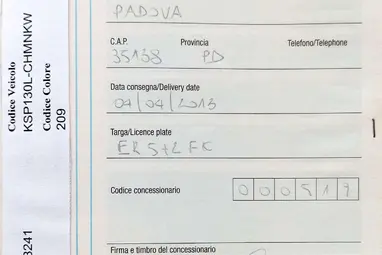 PADOVA
C.A.P. Provincia Telefono/Telephone
35138 PD
Data consegna/Delivery date
04/04/2013
Targa/Licence plate
Codice concessionario 000517
Firma e timbro del concessionario
Codice Veicolo
KSP130L-CHMNKW
Codice Colore
209
3241